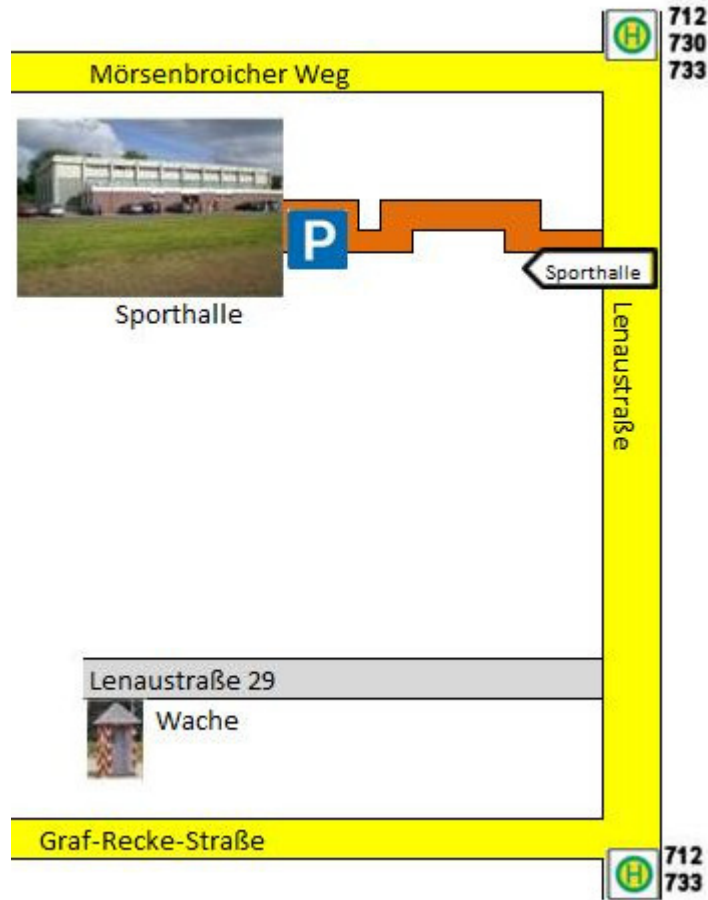 H
712
730
733
Mörsenbroicher Weg
P
Sporthalle
Sporthalle
Lenaustraße
Lenaustraße 29
Wache
Graf-Recke-Straße
H
712
733